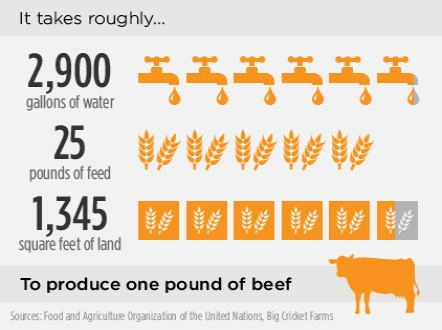 It takes roughly...
2,900
gallons of water
25
pounds of feed
1,345
square feet of land
To produce one pound of beef
Sources: Food and Agriculture Organization of the United Nations, Big Cricket Farms